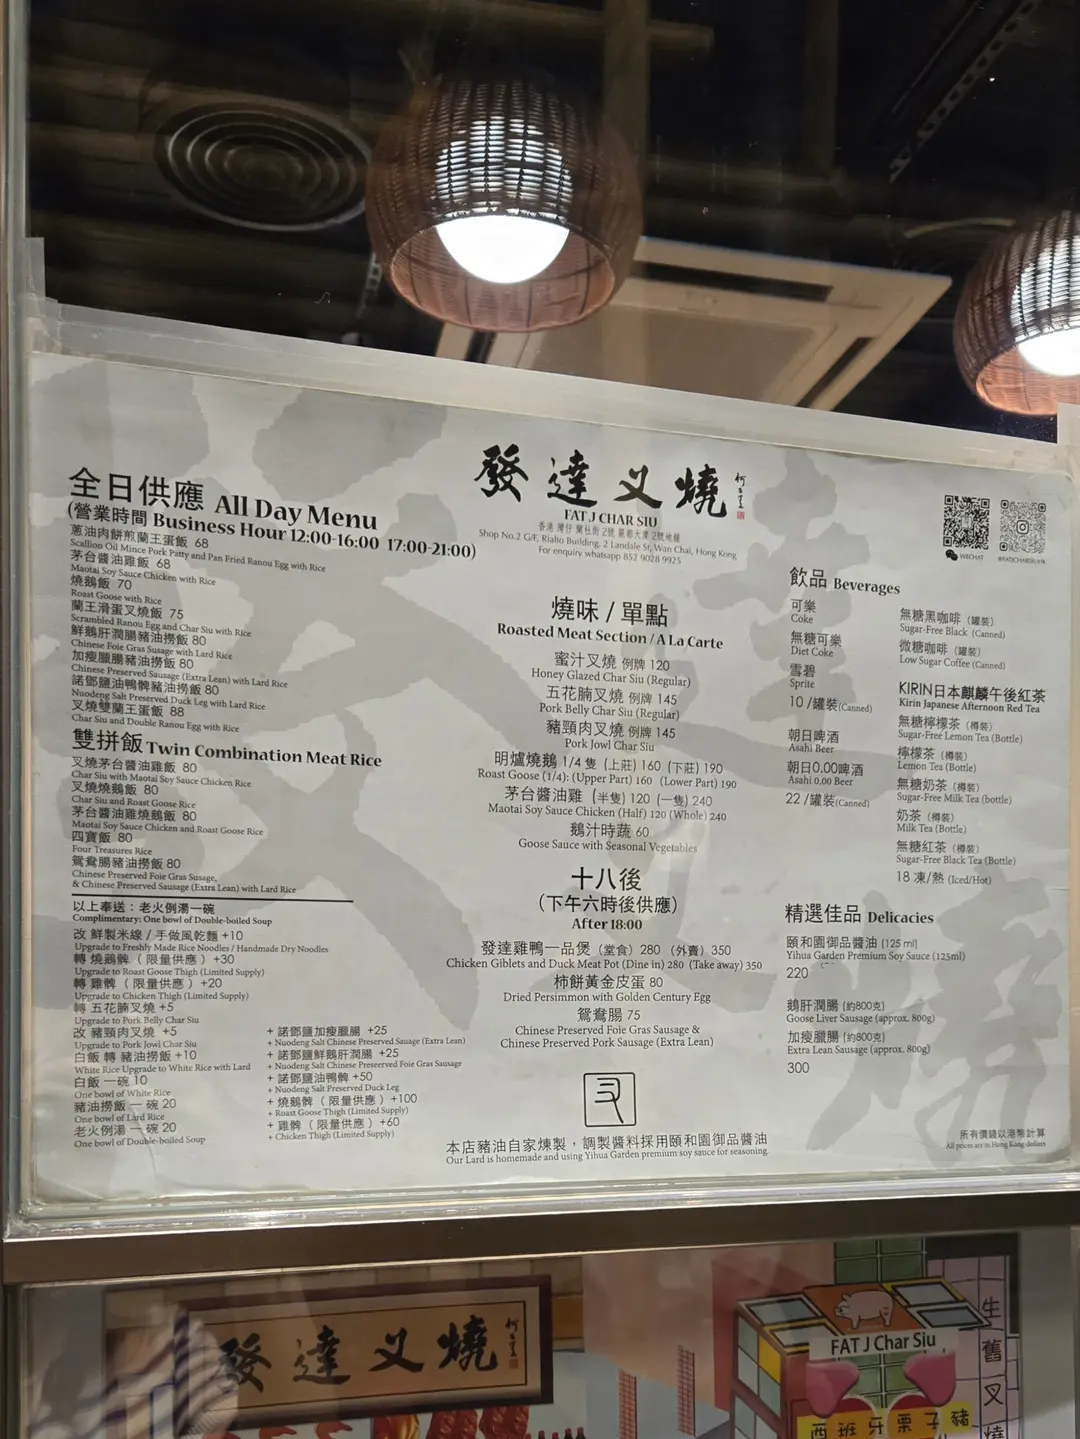 發達义燒
FAT J CHAR SIU
香港 灣仔 蘭杜街 2號 麗都大廈 2號地鋪
Shop No.2 G/F, Rialto Building, 2 Landale St, Wan Chai, Hong Kong
For enquiry whatsapp 852 9028 9925
全日供應 All Day Menu
(營業時間 Business Hour 12:00-16:00 17:00-21:00)
蔥油肉餅煎蘭王蛋飯 68
Scallion Oil Mince Pork Patty and Pan Fried Ranou Egg with Rice
茅台醬油雞飯 68
Maotai Soy Sauce Chicken with Rice
燒鵝飯 70
Roast Goose with Rice
蘭王滑蛋叉燒飯 75
Scrambled Ranou Egg and Char Siu with Rice
鮮鵝肝潤腸豬油撈飯 80
Chinese Foie Gras Susage with Lard Rice
加瘦臘腸豬油撈飯 80
Chinese Preserved Sausage (Extra Lean) with Lard Rice
諾鄧鹽油鴨髀豬油撈飯 80
Nuodeng Salt Preserved Duck Leg with Lard Rice
叉燒雙蘭王蛋飯 88
Char Siu and Double Ranou Egg with Rice
雙拼飯 Twin Combination Meat Rice
叉燒茅台醬油雞飯 80
Char Siu with Maotai Soy Sauce Chicken Rice
叉燒燒鵝飯 80
Char Siu and Roast Goose Rice
茅台醬油雞燒鵝飯 80
Maotai Soy Sauce Chicken and Roast Goose Rice
四寶飯 80
Four Treasures Rice
鴛鴦腸豬油撈飯 80
Chinese Preserved Foie Gras Susage,
& Chinese Preserved Sausage (Extra Lean) with Lard Rice
以上奉送：老火例湯一碗
Complimentary: One bowl of Double-boiled Soup
改 鮮製米線 / 手做風乾麵 +10
Upgrade to Freshly Made Rice Noodles / Handmade Dry Noodles
轉 燒鵝髀（限量供應）+30
Upgrade to Roast Goose Thigh (Limited Supply)
轉 雞髀（限量供應）+20
Upgrade to Chicken Thigh (Limited Supply)
轉 五花腩叉燒 +5
Upgrade to Pork Belly Char Siu
改 豬頸肉叉燒 +5
Upgrade to Pork Jowl Char Siu
白飯 轉 豬油撈飯 +10
White Rice Upgrade to White Rice with Lard
白飯 一碗 10
One bowl of White Rice
豬油撈飯 一 碗 20
One bowl of Lard Rice
老火例湯 一 碗 20
One bowl of Double-boiled Soup
+ 諾鄧鹽加瘦臘腸 +25
+ Nuodeng Salt Chinese Preserved Sauage (Extra Lean)
+ 諾鄧鹽鮮鵝肝潤腸 +25
+ Nuodeng Salt Chinese Preserveed Foie Gras Sausage
+ 諾鄧鹽油鴨髀 +50
+ Nuodeng Salt Preserved Duck Leg
+ 燒鵝髀（限量供應）+100
+ Roast Goose Thigh (Limited Supply)
+ 雞髀（限量供應）+60
+ Chicken Thigh (Limited Supply)
燒味 / 單點
Roasted Meat Section / A La Carte
蜜汁叉燒 例牌 120
Honey Glazed Char Siu (Regular)
五花腩叉燒 例牌 145
Pork Belly Char Siu (Regular)
豬頸肉叉燒 例牌 145
Pork Jowl Char Siu
明爐燒鵝 1/4 隻（上莊）160（下莊）190
Roast Goose (1/4): (Upper Part) 160 (Lower Part) 190
茅台醬油雞（半隻）120（一隻）240
Maotai Soy Sauce Chicken (Half) 120 (Whole) 240
鵝汁時蔬 60
Goose Sauce with Seasonal Vegetables
十八後
（下午六時後供應）
After 18:00
發達雞鴨一品煲（堂食）280（外賣）350
Chicken Giblets and Duck Meat Pot (Dine in) 280 (Take away) 350
柿餅黃金皮蛋 80
Dried Persimmon with Golden Century Egg
鴛鴦腸 75
Chinese Preserved Foie Gras Sausage &
Chinese Preserved Pork Sausage (Extra Lean)
本店豬油自家煉製，調製醬料採用頤和園御品醬油
Our Lard is homemade and using Yihua Garden premium soy sauce for seasoning.
WECHAT
@FATJCHARSIU.HK
飲品 Beverages
可樂
Coke
無糖可樂
Diet Coke
雪碧
Sprite
10 /罐裝(Canned)
朝日啤酒
Asahi Beer
朝日0.00啤酒
Asahi 0.00 Beer
22 /罐裝(Canned)
無糖黑咖啡（罐裝）
Sugar-Free Black (Canned)
微糖咖啡（罐裝）
Low Sugar Coffee (Canned)
KIRIN日本麒麟午後紅茶
Kirin Japanese Afternoon Red Tea
無糖檸檬茶（樽裝）
Sugar-Free Lemon Tea (Bottle)
檸檬茶（樽裝）
Lemon Tea (Bottle)
無糖奶茶（樽裝）
Sugar-Free Milk Tea (bottle)
奶茶（樽裝）
Milk Tea (Bottle)
無糖紅茶（樽裝）
Sugar-Free Black Tea (Bottle)
18 凍/熱 (Iced/Hot)
精選佳品 Delicacies
頤和園御品醬油 (125 ml)
Yihua Garden Premium Soy Sauce (125ml)
220
鵝肝潤腸 (約800克)
Goose Liver Sausage (approx. 800g)
加瘦臘腸 (約800克)
Extra Lean Sausage (approx. 800g)
300
所有價錢以港幣計算
All prices are in Hong Kong dollars
發達义燒
FAT J Char Siu
西班牙栗子豬
生舊叉燒